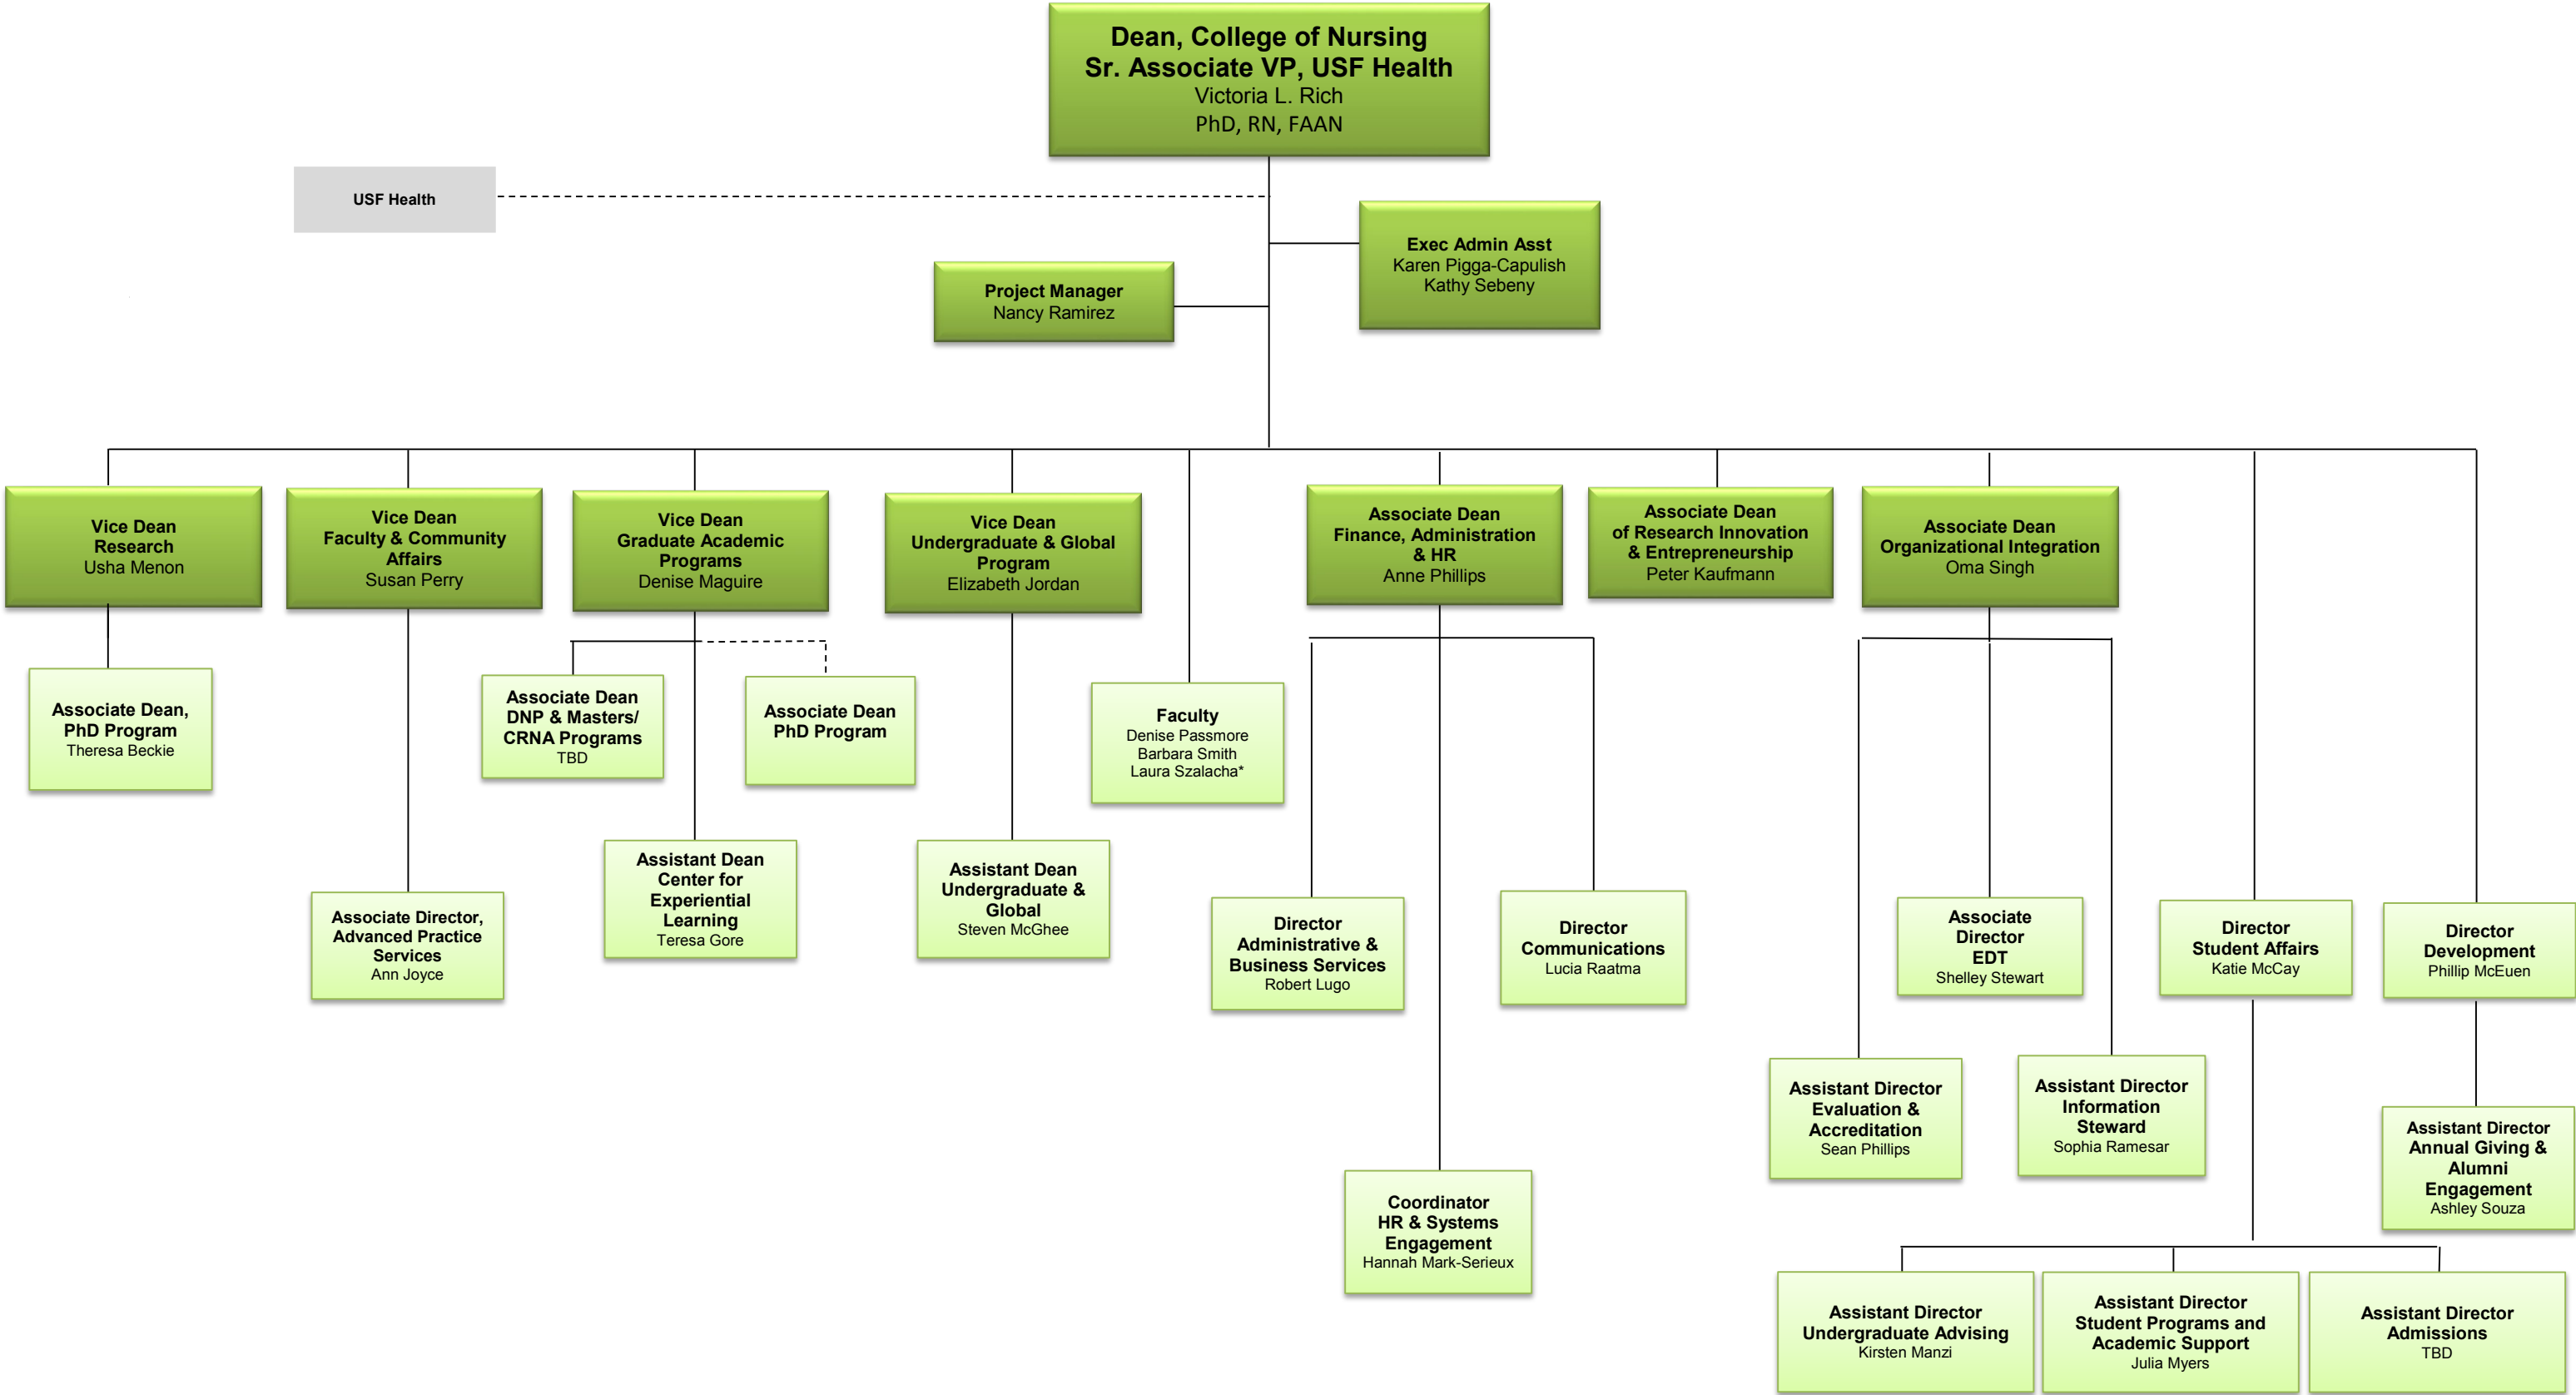 Dean, College of Nursing
Sr. Associate VP, USF Health
Victoria L. Rich
PhD, RN, FAAN
USF Health
Exec Admin Asst
Karen Pigga-Capulish
Kathy Sebeny
Project Manager
Nancy Ramirez
Vice Dean
Research
Usha Menon
Vice Dean
Faculty & Community
Affairs
Susan Perry
Vice Dean
Graduate Academic
Programs
Denise Maguire
Vice Dean
Undergraduate & Global
Program
Elizabeth Jordan
Associate Dean
Finance, Administration
& HR
Anne Phillips
Associate Dean
of Research Innovation
& Entrepreneurship
Peter Kaufmann
Associate Dean
Organizational Integration
Oma Singh
Associate Dean,
PhD Program
Theresa Beckie
Associate Dean
DNP & Masters/
CRNA Programs
TBD
Associate Dean
PhD Program
Faculty
Denise Passmore
Barbara Smith
Laura Szalacha*
Associate Director,
Advanced Practice
Services
Ann Joyce
Assistant Dean
Center for
Experiential
Learning
Teresa Gore
Assistant Dean
Undergraduate &
Global
Steven McGhee
Director
Administrative &
Business Services
Robert Lugo
Director
Communications
Lucia Raatma
Associate
Director
EDT
Shelley Stewart
Director
Student Affairs
Katie McCay
Director
Development
Phillip McEuen
Assistant Director
Evaluation &
Accreditation
Sean Phillips
Assistant Director
Information
Steward
Sophia Ramesar
Assistant Director
Annual Giving &
Alumni
Engagement
Ashley Souza
Coordinator
HR & Systems
Engagement
Hannah Mark-Serieux
Assistant Director
Undergraduate Advising
Kirsten Manzi
Assistant Director
Student Programs and
Academic Support
Julia Myers
Assistant Director
Admissions
TBD